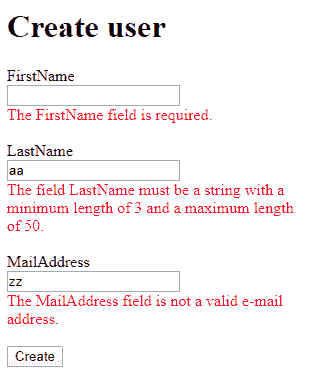 Create user
FirstName
The FirstName field is required.
LastName
aa
The field LastName must be a string with a
minimum length of 3 and a maximum length
of 50.
MailAddress
zz
The MailAddress field is not a valid e-mail
address.
Create